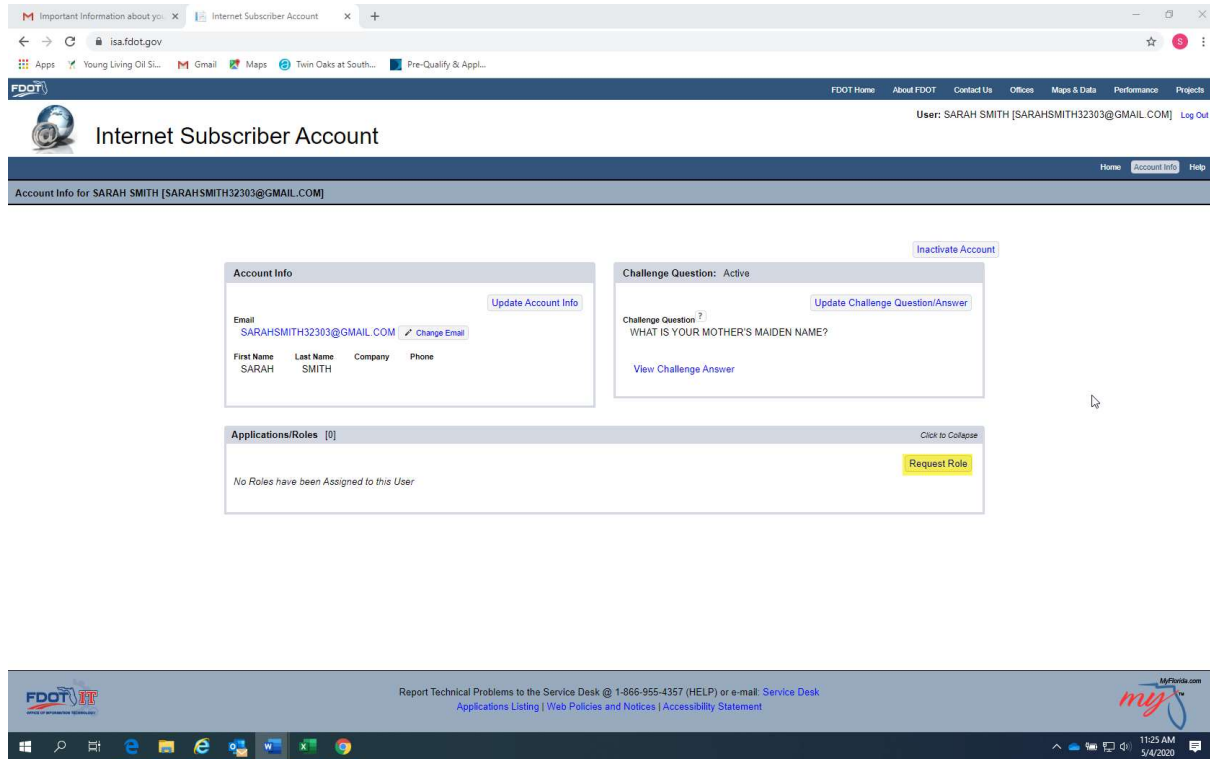 Important Information about yo
Internet Subscriber Account
isa.fdot.gov
S
Apps
Young Living Oil Si...
Gmail
Maps
Twin Oaks at South...
Pre-Qualify & Appl...
FDOT
FDOT Home About FDOT Contact Us Offices Maps & Data Performance Projects
@
Internet Subscriber Account
User: SARAH SMITH [SARAHSMITH32303@GMAIL.COM] Log Out
Home Account Info Help
Account Info for SARAH SMITH [SARAHSMITH32303@GMAIL.COM]
Inactivate Account
Account Info
Update Account Info
Email
SARAHSMITH32303@GMAIL.COM Change Email
First Name Last Name Company Phone
SARAH SMITH
Challenge Question: Active
Update Challenge Question/Answer
Challenge Question ?
WHAT IS YOUR MOTHER'S MAIDEN NAME?
View Challenge Answer
Applications/Roles [0] Click to Collapse
Request Role
No Roles have been Assigned to this User
FDOT IT
OFFICE OF INFORMATION TECHNOLOGY
Report Technical Problems to the Service Desk @ 1-866-955-4357 (HELP) or e-mail: Service Desk
Applications Listing | Web Policies and Notices | Accessibility Statement
MyFlorida.com
my
TM
11:25 AM
5/4/2020